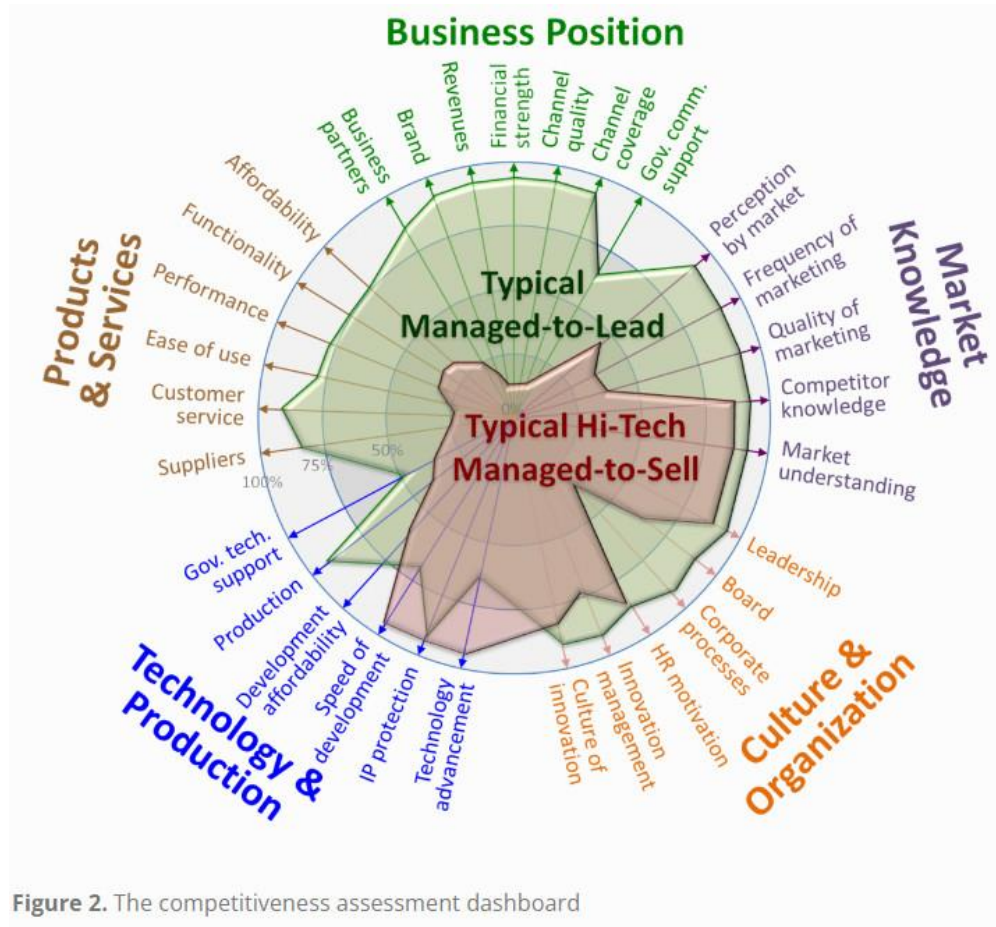 Business Position
Business
partners
Brand
Revenues
Financial
strength
Channel
quality
Channel
coverage
Gov. comm.
support
Market
Knowledge
Perception
by market
Frequency of
marketing
Quality of
marketing
Competitor
knowledge
Market
understanding
Culture &
Organization
Leadership
Board
Corporate
processes
HR motivation
Innovation
management
Culture of
innovation
Technology &
Production
Technology
advancement
IP protection
Speed of
development
Development
affordability
Production
Gov. tech.
support
Products
& Services
Suppliers
Customer
service
Ease of use
Performance
Functionality
Affordability
Typical
Managed-to-Lead
0%
Typical Hi-Tech
Managed-to-Sell
50%
75%
100%
Figure 2. The competitiveness assessment dashboard